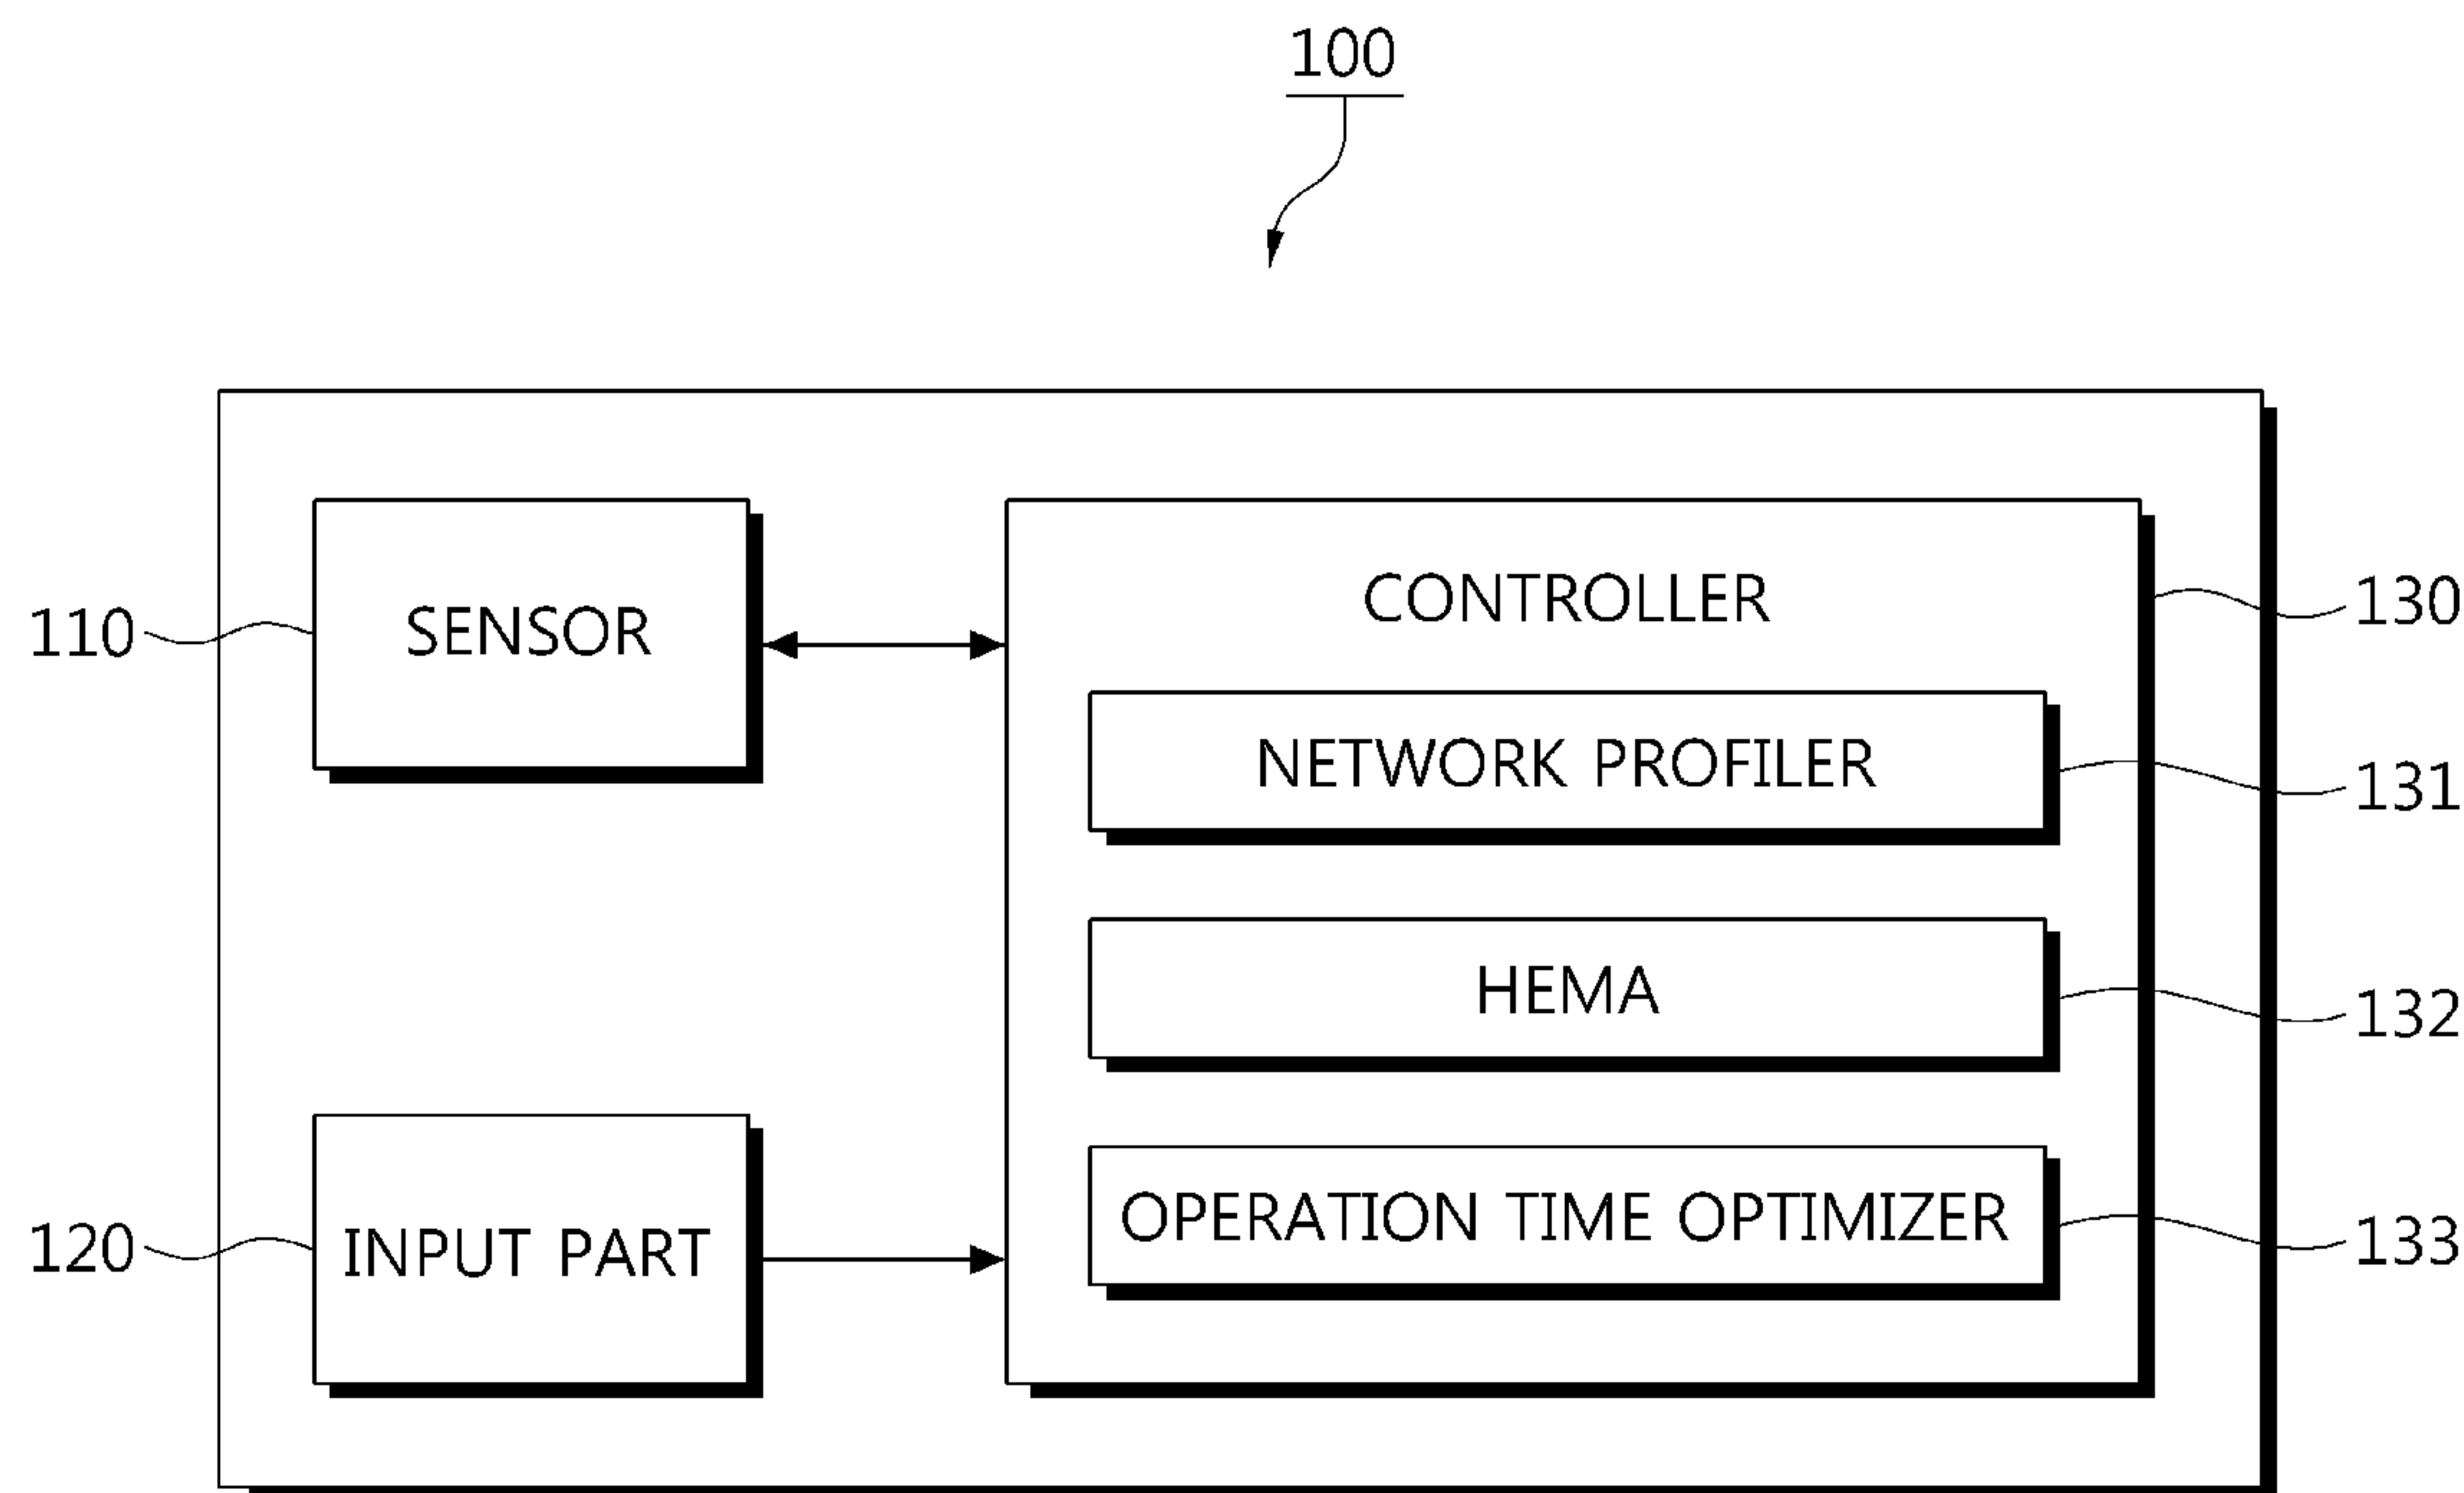 100
110
SENSOR
CONTROLLER
130
NETWORK PROFILER
131
HEMA
132
120
INPUT PART
OPERATION TIME OPTIMIZER
133